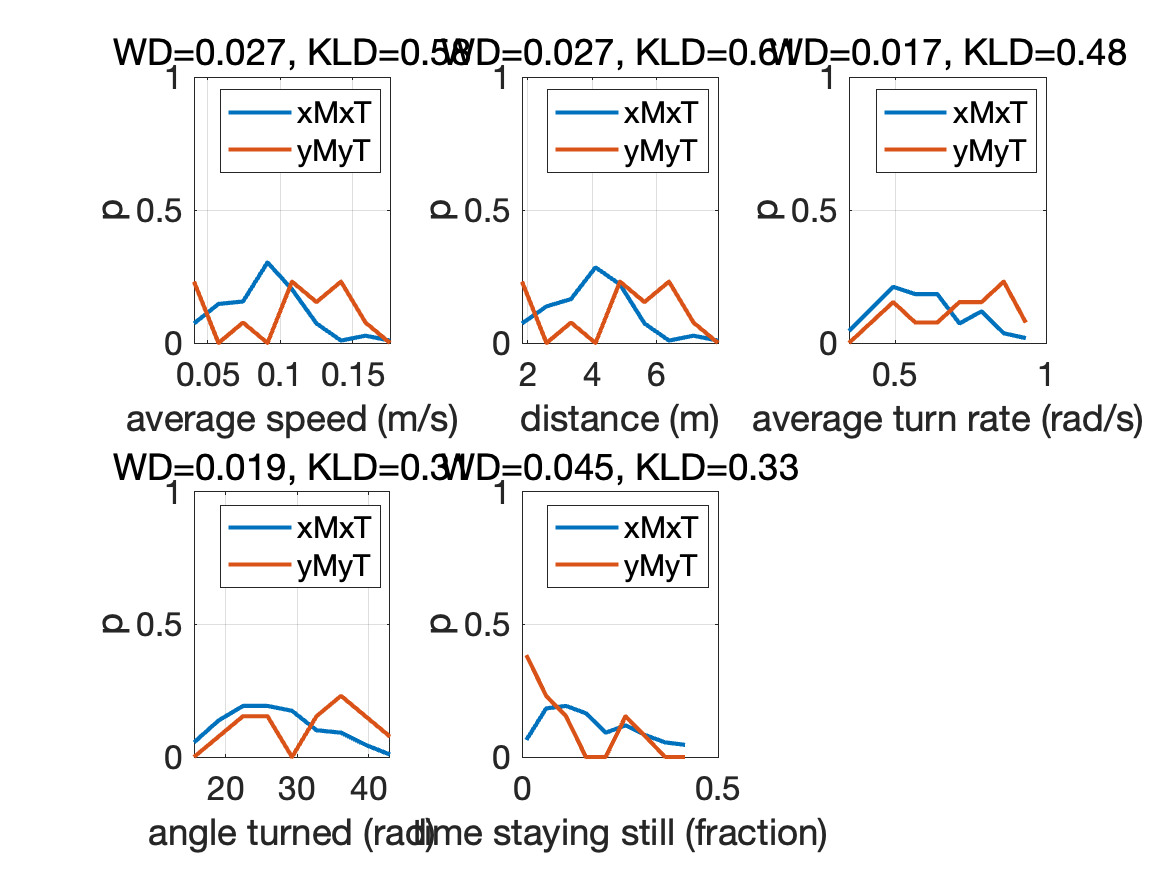 WD=0.027, KLD=0.58
1
0.5
0
p
xMxT
yMyT
0.05 0.1 0.15
average speed (m/s)
WD=0.027, KLD=0.61
1
0.5
0
p
xMxT
yMyT
2 4 6
distance (m)
WD=0.017, KLD=0.48
1
0.5
0
p
xMxT
yMyT
0.5 1
average turn rate (rad/s)
WD=0.019, KLD=0.31
1
0.5
0
p
xMxT
yMyT
20 30 40
angle turned (rad)
WD=0.045, KLD=0.33
1
0.5
0
p
xMxT
yMyT
0 0.5
time staying still (fraction)